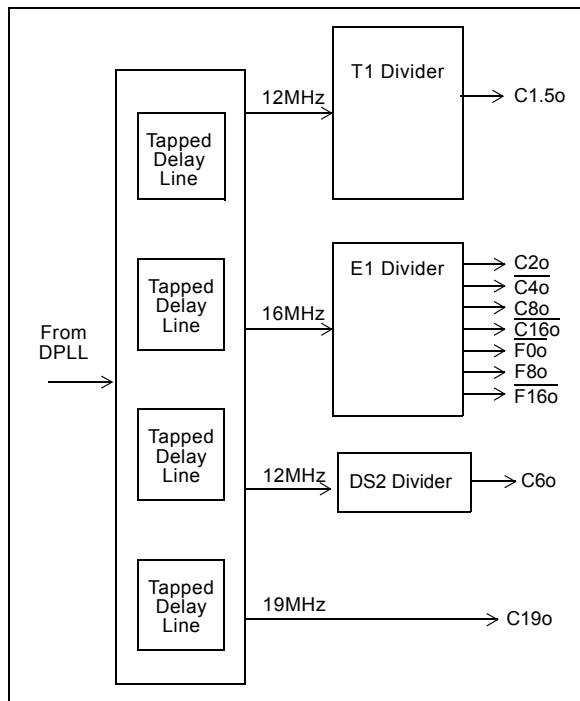 T1 Divider
12MHz
C1.5o
Tapped
Delay
Line
Tapped
Delay
Line
16MHz
E1 Divider
C2o
C4o
C8o
C16o
F0o
F8o
F16o
From
DPLL
Tapped
Delay
Line
12MHz
DS2 Divider
C6o
Tapped
Delay
Line
19MHz
C19o